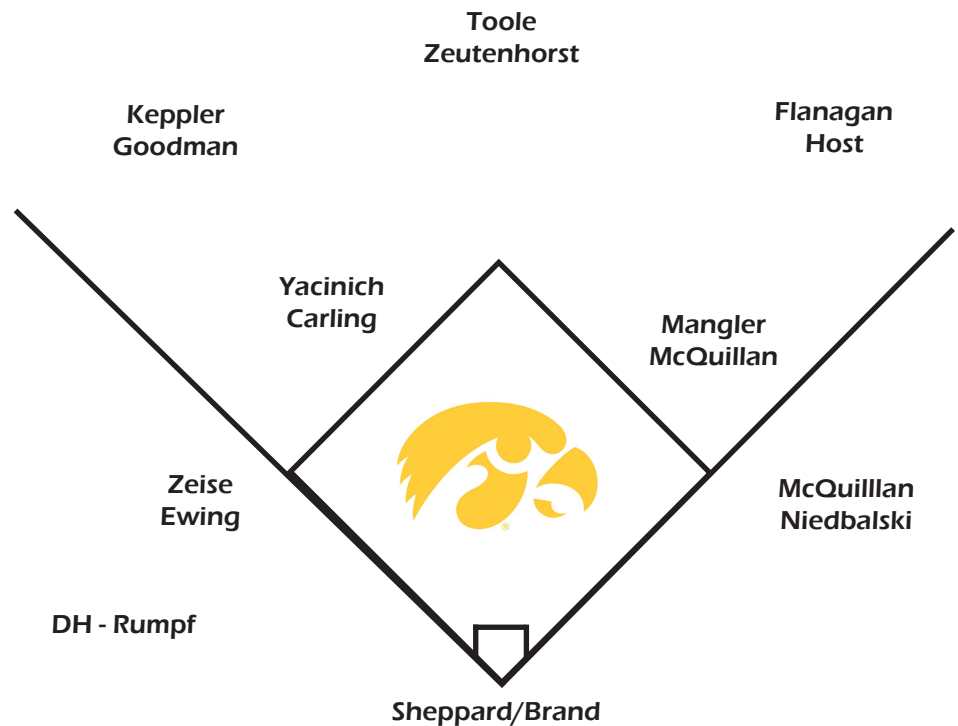 Toole
Zeutenhorst
Keppler
Goodman
Flanagan
Host
Yacinich
Carling
Mangler
McQuillan
Zeise
Ewing
McQuilllan
Niedbalski
®
DH - Rumpf
Sheppard/Brand